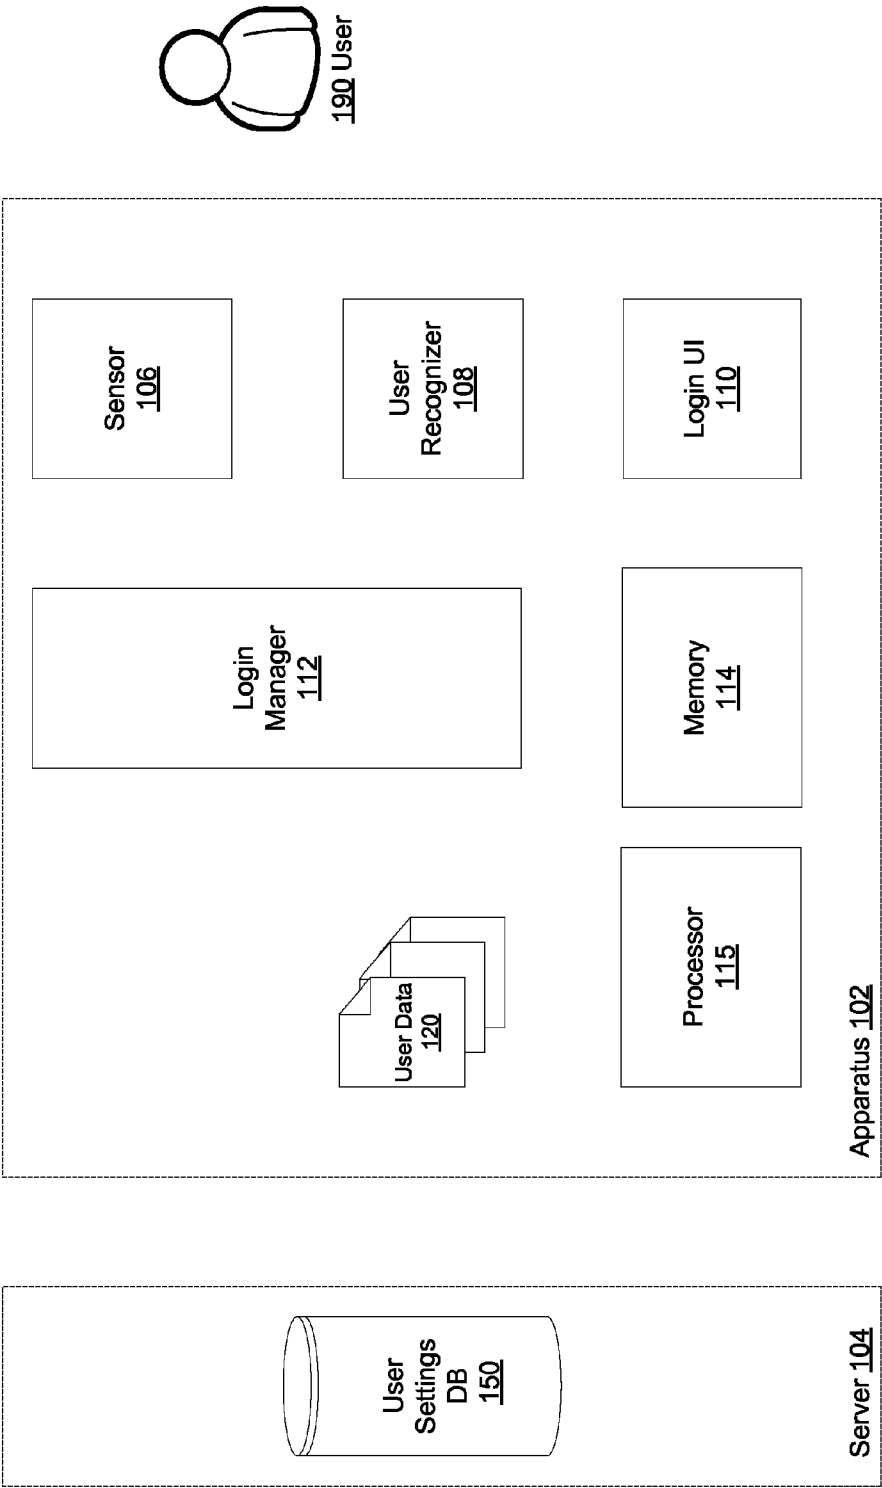 User
Settings
DB
150
Server 104
User Data
120
Login
Manager
112
Sensor
106
User
Recognizer
108
Processor
115
Memory
114
Login UI
110
Apparatus 102
190 User